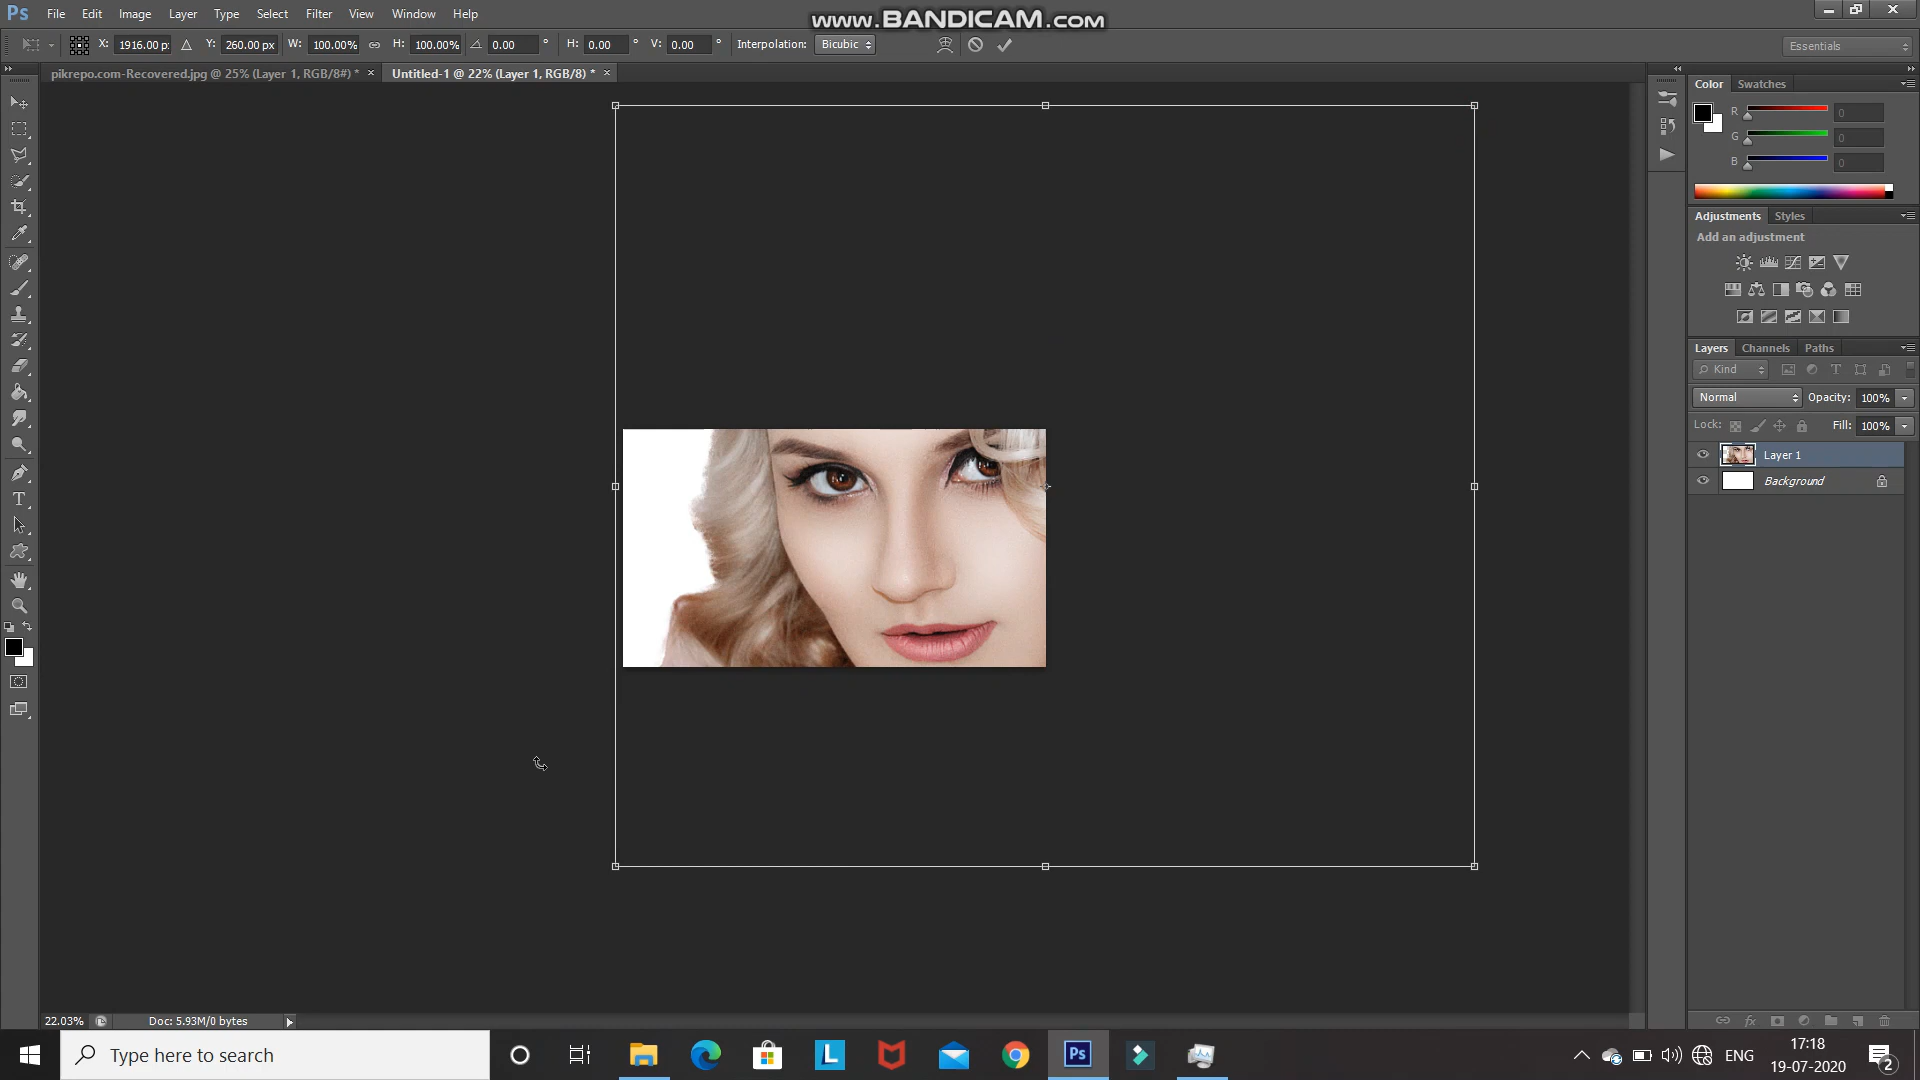 Ps File Edit Image Layer Type Select Filter View Window Help
www.BANDICAM.com
X: 1916.00 p Y: 260.00 px W: 100.00% H: 100.00% 0.00 ° H: 0.00 ° V: 0.00 ° Interpolation: Bicubic
Essentials
pikrepo.com-Recovered.jpg @ 25% (Layer 1, RGB/8#) * × Untitled-1 @ 22% (Layer 1, RGB/8) * ×
Color Swatches
R 0
G 0
B 0
Adjustments Styles
Add an adjustment
Layers Channels Paths
Kind
Normal Opacity: 100%
Lock: Fill: 100%
Layer 1
Background
22.03% Doc: 5.93M/0 bytes
Type here to search
L
Ps
ENG
17:18
19-07-2020
2